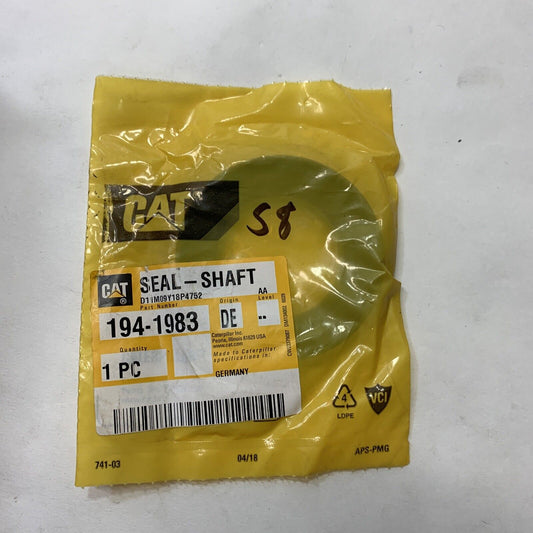 CAT
S8
CAT ®
SEAL-SHAFT
D11M09Y18P4752
Part Number
Origin
AA
Level
194-1983
DE
--
Caterpillar Inc.
Peoria, Illinois 61629 USA
www.cat.com
Quantity
Made to Caterpillar
specifications in:
1 PC
GERMANY
4
LDPE
VCI
741-03
04/18
APS-PMG